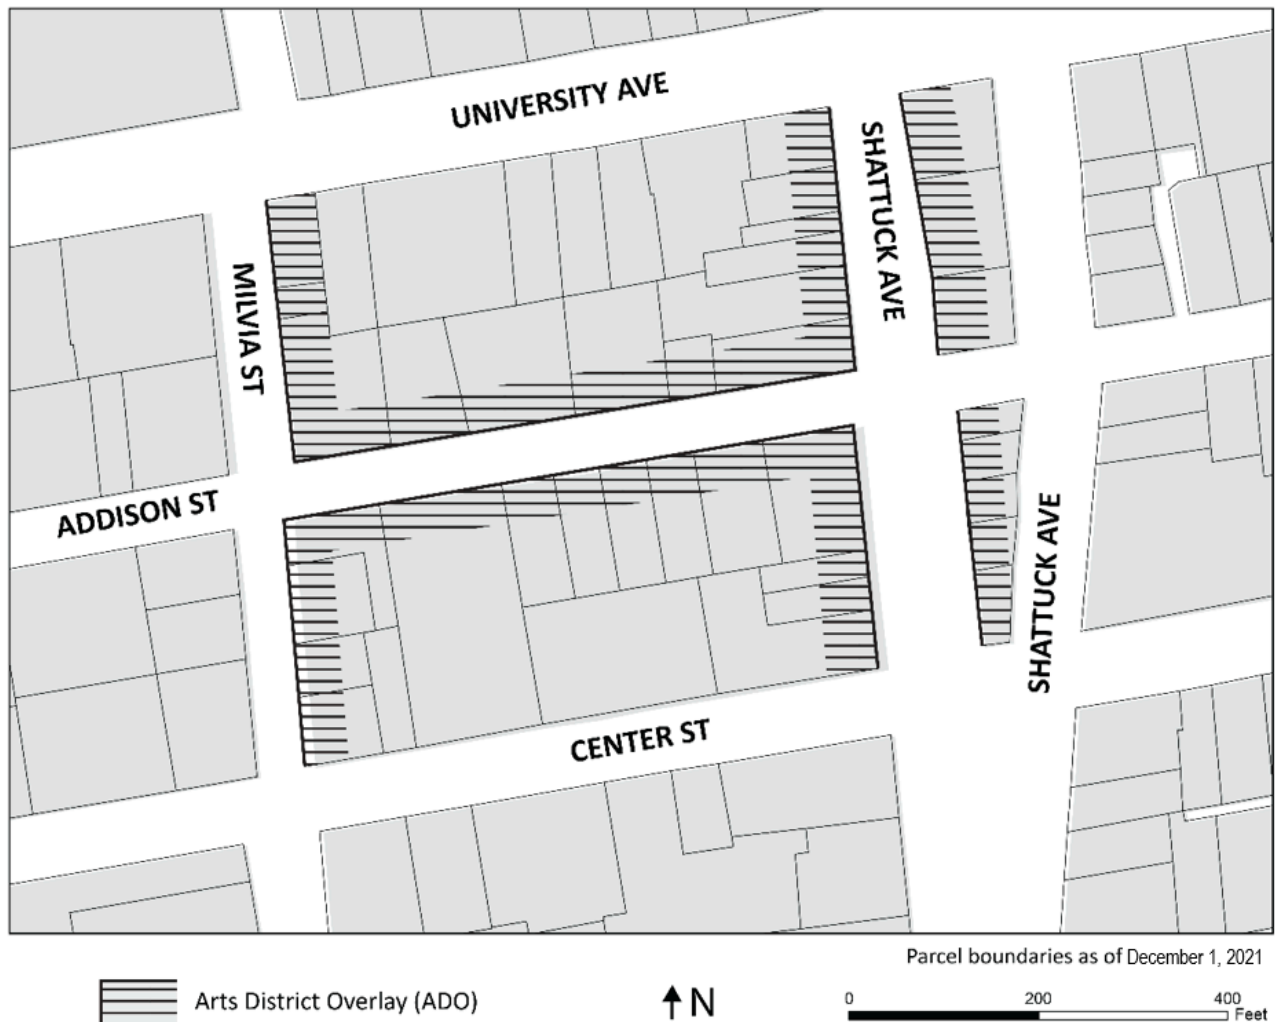 UNIVERSITY AVE
SHATTUCK AVE
MILVIA ST
ADDISON ST
SHATTUCK AVE
CENTER ST
Parcel boundaries as of December 1, 2021
Arts District Overlay (ADO)
N
0 200 400
Feet